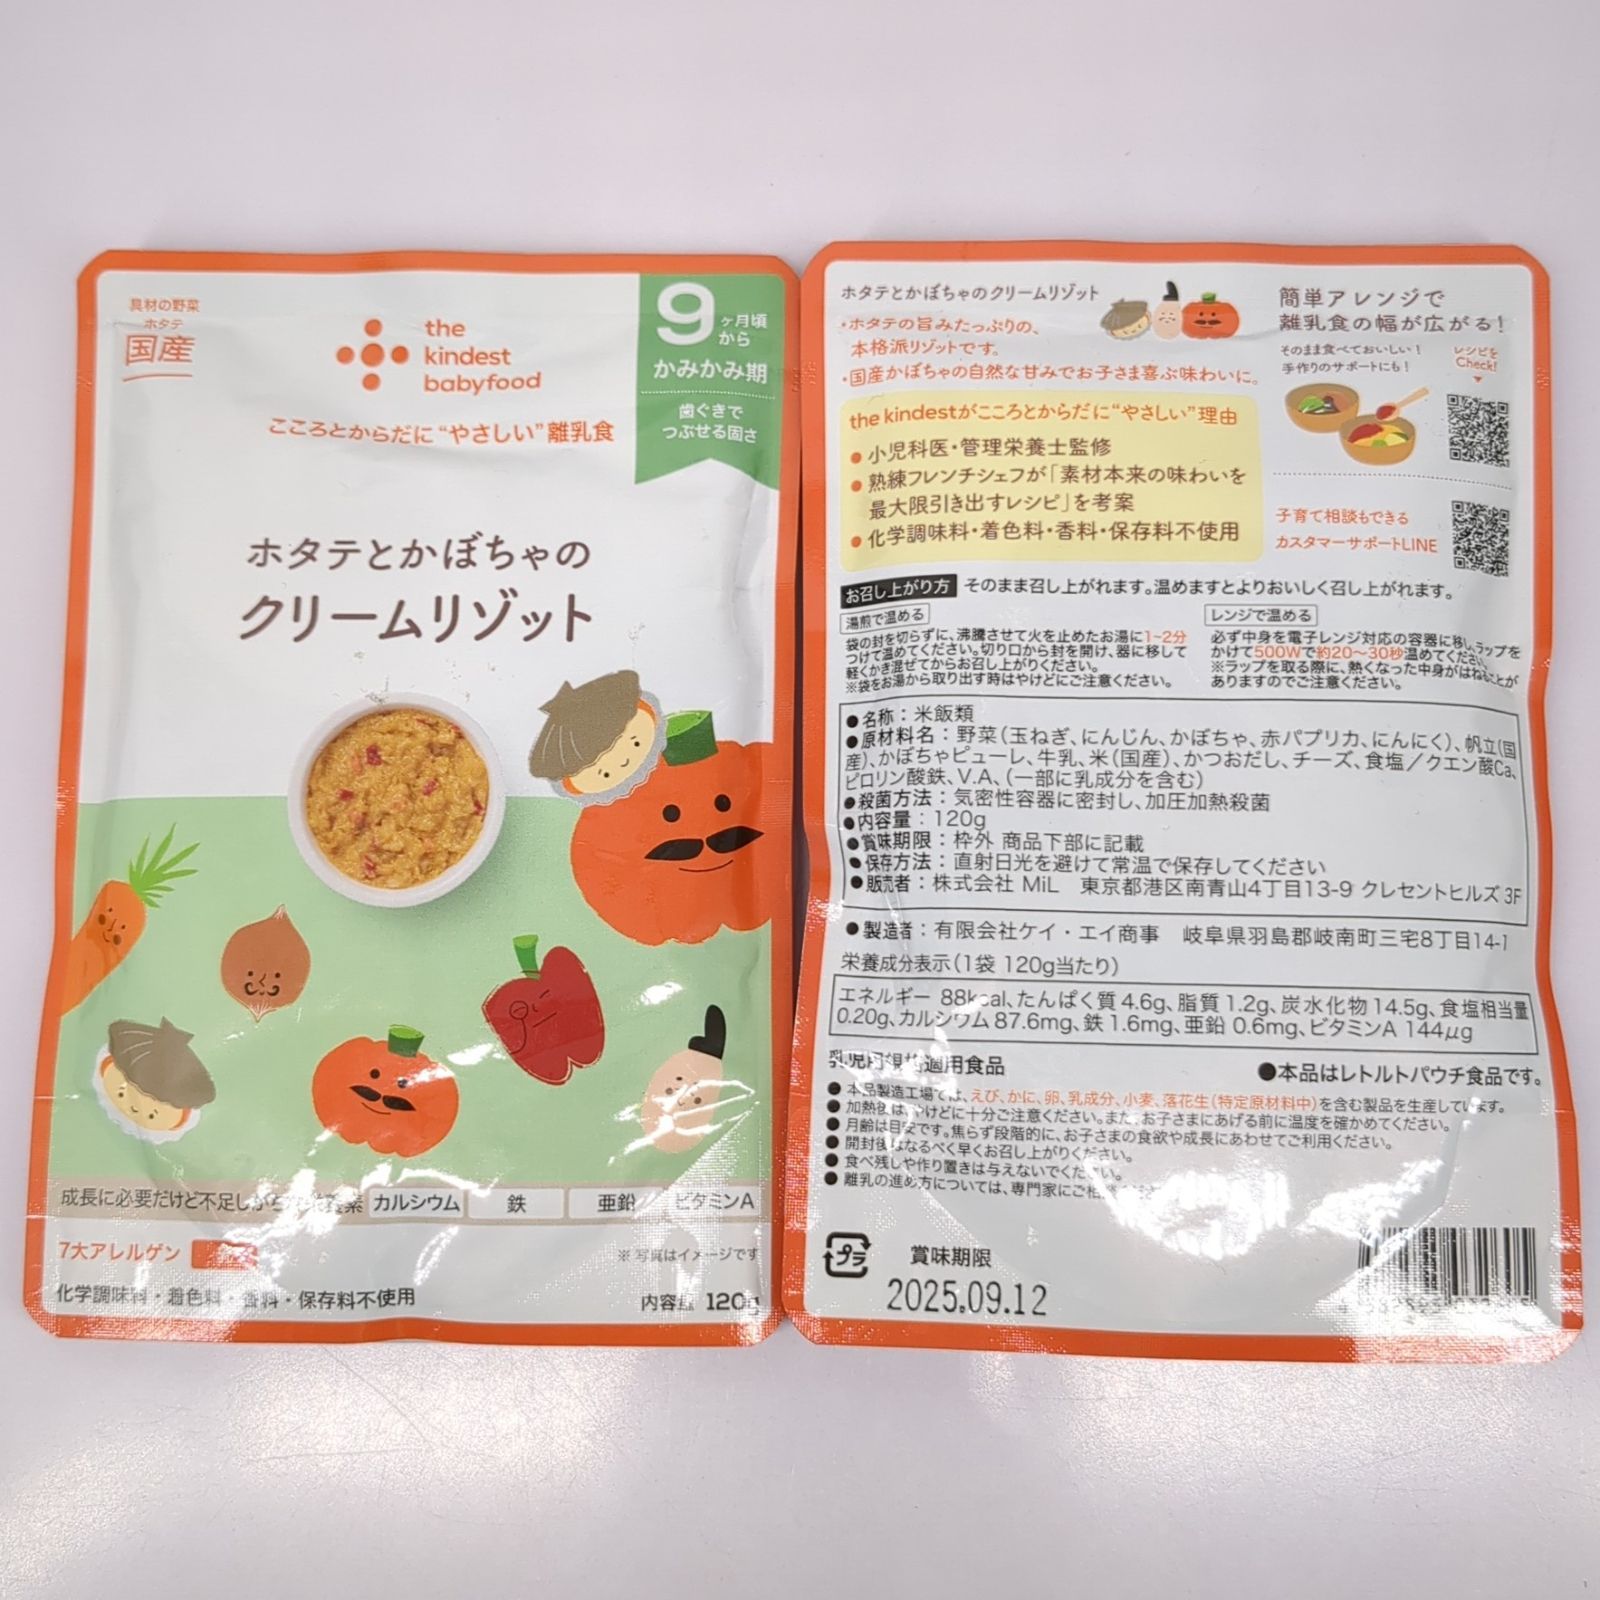 具材の野菜
ホタテ
国産
the
kindest
babyfood
こころとからだに“やさしい”離乳食
9ヶ月頃
から
かみかみ期
歯ぐきで
つぶせる固さ
ホタテとかぼちゃの
クリームリゾット
成長に必要だけど不足しがちな栄養素 カルシウム 鉄 亜鉛 ビタミンA
7大アレルゲン
※写真はイメージです
化学調味料・着色料・香料・保存料不使用
内容量 120g
ホタテとかぼちゃのクリームリゾット
・ホタテの旨みたっぷりの、
本格派リゾットです。
・国産かぼちゃの自然な甘みでお子さま喜ぶ味わいに。
the kindestがこころとからだに“やさしい”理由
● 小児科医・管理栄養士監修
● 熟練フレンチシェフが「素材本来の味わいを
最大限引き出すレシピ」を考案
● 化学調味料・着色料・香料・保存料不使用
簡単アレンジで
離乳食の幅が広がる!
そのまま食べておいしい!
手作りのサポートにも!
レシピを
Check!
子育て相談もできる
カスタマーサポートLINE
お召し上がり方 そのまま召し上がれます。温めますとよりおいしく召し上がれます。
湯煎で温める
袋の封を切らずに、沸騰させて火を止めたお湯に1~2分
つけて温めてください。切り口から封を開け、器に移して
軽くかき混ぜてからお召し上がりください。
※袋をお湯から取り出す時はやけどにご注意ください。
レンジで温める
必ず中身を電子レンジ対応の容器に移し、ラップを
かけて500Wで約20〜30秒温めてください。
※ラップを取る際に、熱くなった中身がはねることが
ありますのでご注意ください。
●名称:米飯類
●原材料名:野菜(玉ねぎ、にんじん、かぼちゃ、赤パプリカ、にんにく)、帆立(国
産)、かぼちゃピューレ、牛乳、米(国産)、かつおだし、チーズ、食塩/クエン酸Ca、
ピロリン酸鉄、V.A、(一部に乳成分を含む)
●殺菌方法:気密性容器に密封し、加圧加熱殺菌
●内容量:120g
●賞味期限:枠外 商品下部に記載
●保存方法:直射日光を避けて常温で保存してください
●販売者:株式会社 MiL 東京都港区南青山4丁目13-9 クレセントヒルズ 3F
●製造者:有限会社ケイ・エイ商事 岐阜県羽島郡岐南町三宅8丁目14-1
栄養成分表示(1袋 120g当たり)
エネルギー 88kcal、たんぱく質 4.6g、脂質 1.2g、炭水化物 14.5g、食塩相当量
0.20g、カルシウム 87.6mg、鉄 1.6mg、亜鉛 0.6mg、ビタミンA 144μg
乳児用規格適用食品
●本品はレトルトパウチ食品です。
● 本品製造工場では、えび、かに、卵、乳成分、小麦、落花生(特定原材料中)を含む製品を生産しています。
● 加熱後は、やけどに十分ご注意ください。また、お子さまにあげる前に温度を確かめてください。
● 月齢は目安です。焦らず段階的に、お子さまの食欲や成長にあわせてご利用ください。
● 開封後はなるべく早くお召し上がりください。
● 食べ残しや作り置きは与えないでください。
● 離乳の進め方については、専門家にご相談
プラ
賞味期限
2025.09.12